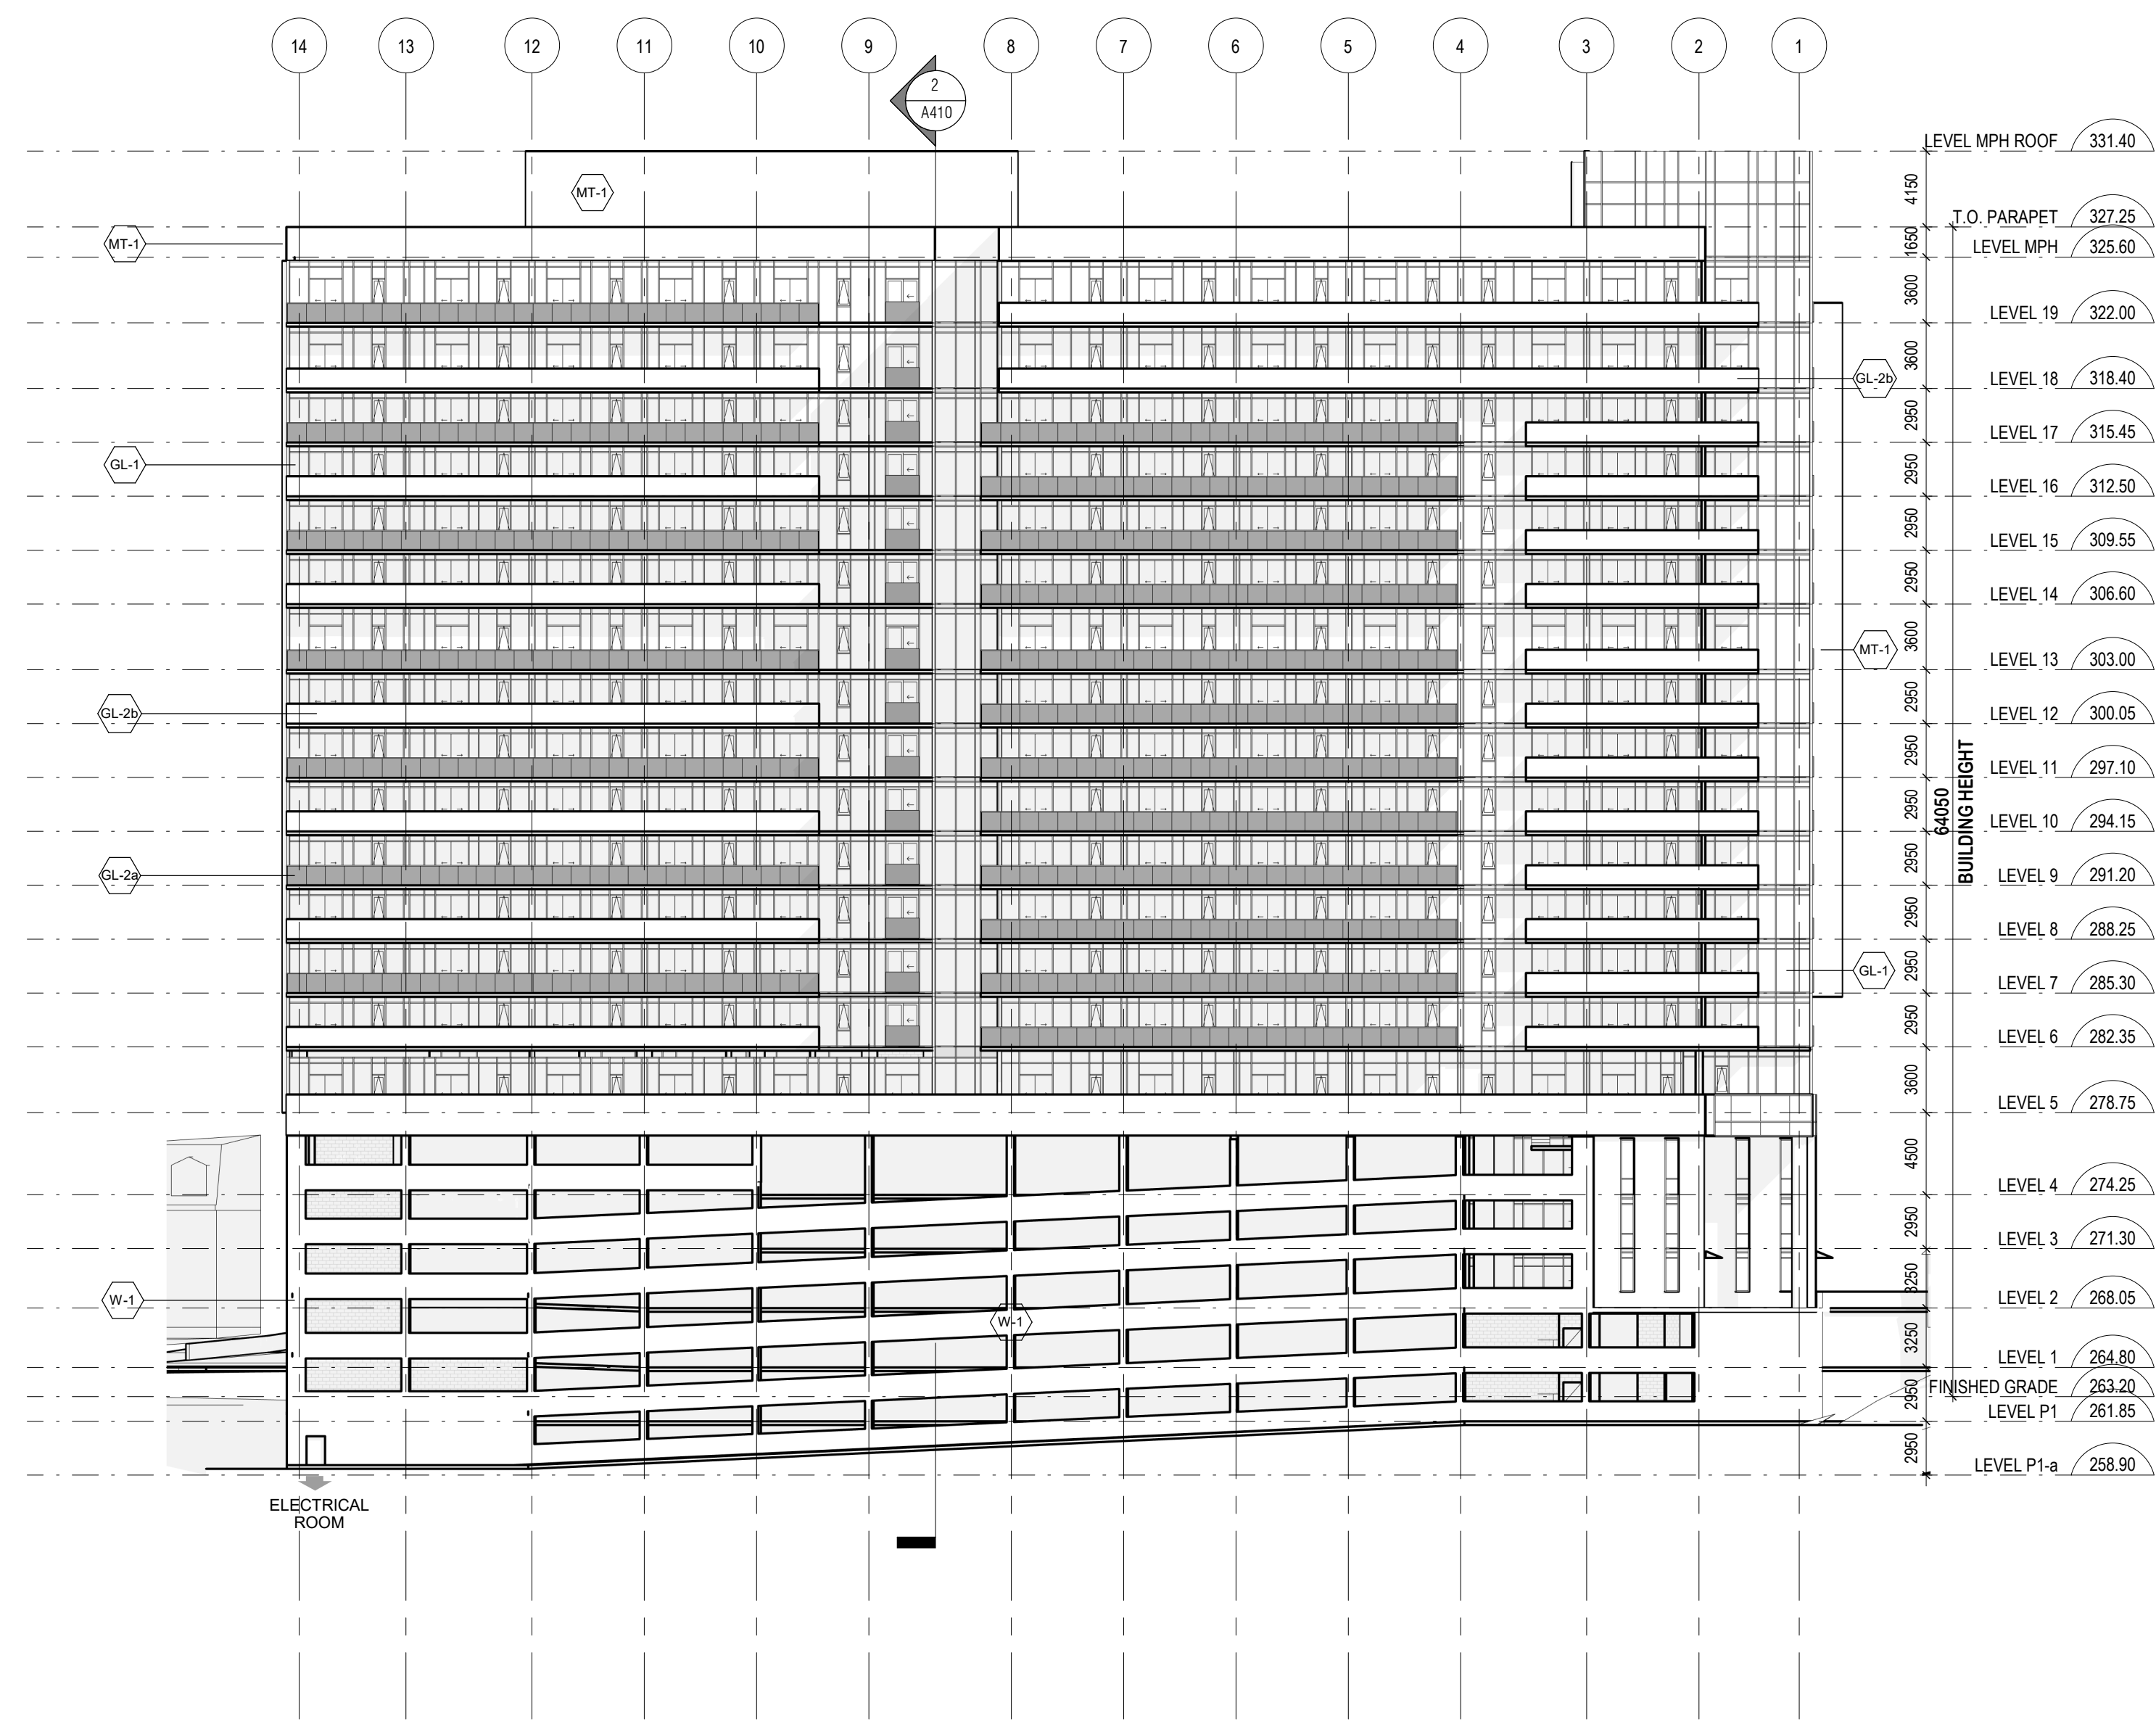 14 13 12 11 10 9 8 7 6 5 4 3 2 1
2
A410
LEVEL MPH ROOF 331.40
4150
MT-1
T.O. PARAPET 327.25
MT-1
1650
LEVEL MPH 325.60
3600
LEVEL 19 322.00
3600
GL-2b
LEVEL 18 318.40
2950
LEVEL 17 315.45
GL-1
2950
LEVEL 16 312.50
2950
LEVEL 15 309.55
2950
LEVEL 14 306.60
3600
MT-1
LEVEL 13 303.00
2950
GL-2b
LEVEL 12 300.05
2950
LEVEL 11 297.10
2950
64050
BUILDING HEIGHT
LEVEL 10 294.15
2950
GL-2a
LEVEL 9 291.20
2950
LEVEL 8 288.25
2950
GL-1
LEVEL 7 285.30
2950
LEVEL 6 282.35
3600
LEVEL 5 278.75
4500
LEVEL 4 274.25
2950
LEVEL 3 271.30
3250
W-1
LEVEL 2 268.05
W-1
3250
LEVEL 1 264.80
FINISHED GRADE 263.20
2950
LEVEL P1 261.85
2950
LEVEL P1-a 258.90
ELECTRICAL
ROOM